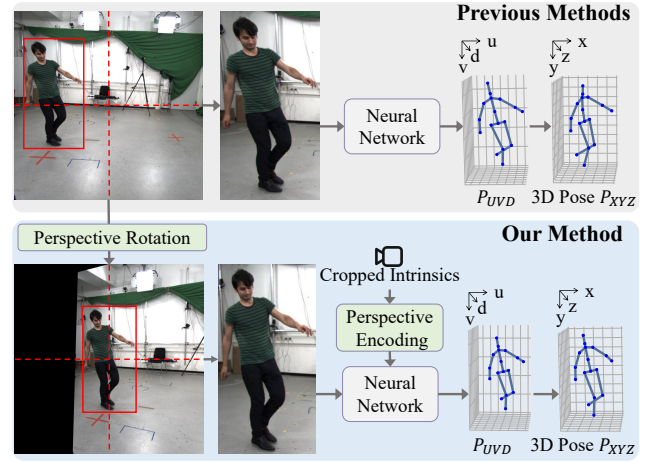 Previous Methods
u
d
v
x
z
y
Neural
Network
P_UVD
3D Pose P_XYZ
Perspective Rotation
Our Method
Cropped Intrinsics
u
d
v
x
z
y
Perspective
Encoding
Neural
Network
P_UVD
3D Pose P_XYZ